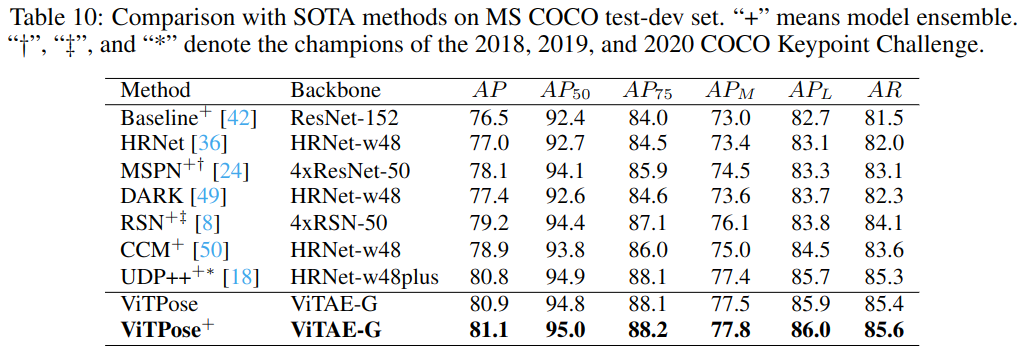 Table 10: Comparison with SOTA methods on MS COCO test-dev set. “+” means model ensemble.
“†”, “‡”, and “*” denote the champions of the 2018, 2019, and 2020 COCO Keypoint Challenge.
Method Backbone AP AP50 AP75 APM APL AR
Baseline+ [42] ResNet-152 76.5 92.4 84.0 73.0 82.7 81.5
HRNet [36] HRNet-w48 77.0 92.7 84.5 73.4 83.1 82.0
MSPN+† [24] 4xResNet-50 78.1 94.1 85.9 74.5 83.3 83.1
DARK [49] HRNet-w48 77.4 92.6 84.6 73.6 83.7 82.3
RSN+‡ [8] 4xRSN-50 79.2 94.4 87.1 76.1 83.8 84.1
CCM+ [50] HRNet-w48 78.9 93.8 86.0 75.0 84.5 83.6
UDP+++* [18] HRNet-w48plus 80.8 94.9 88.1 77.4 85.7 85.3
ViTPose ViTAE-G 80.9 94.8 88.1 77.5 85.9 85.4
ViTPose+ ViTAE-G 81.1 95.0 88.2 77.8 86.0 85.6